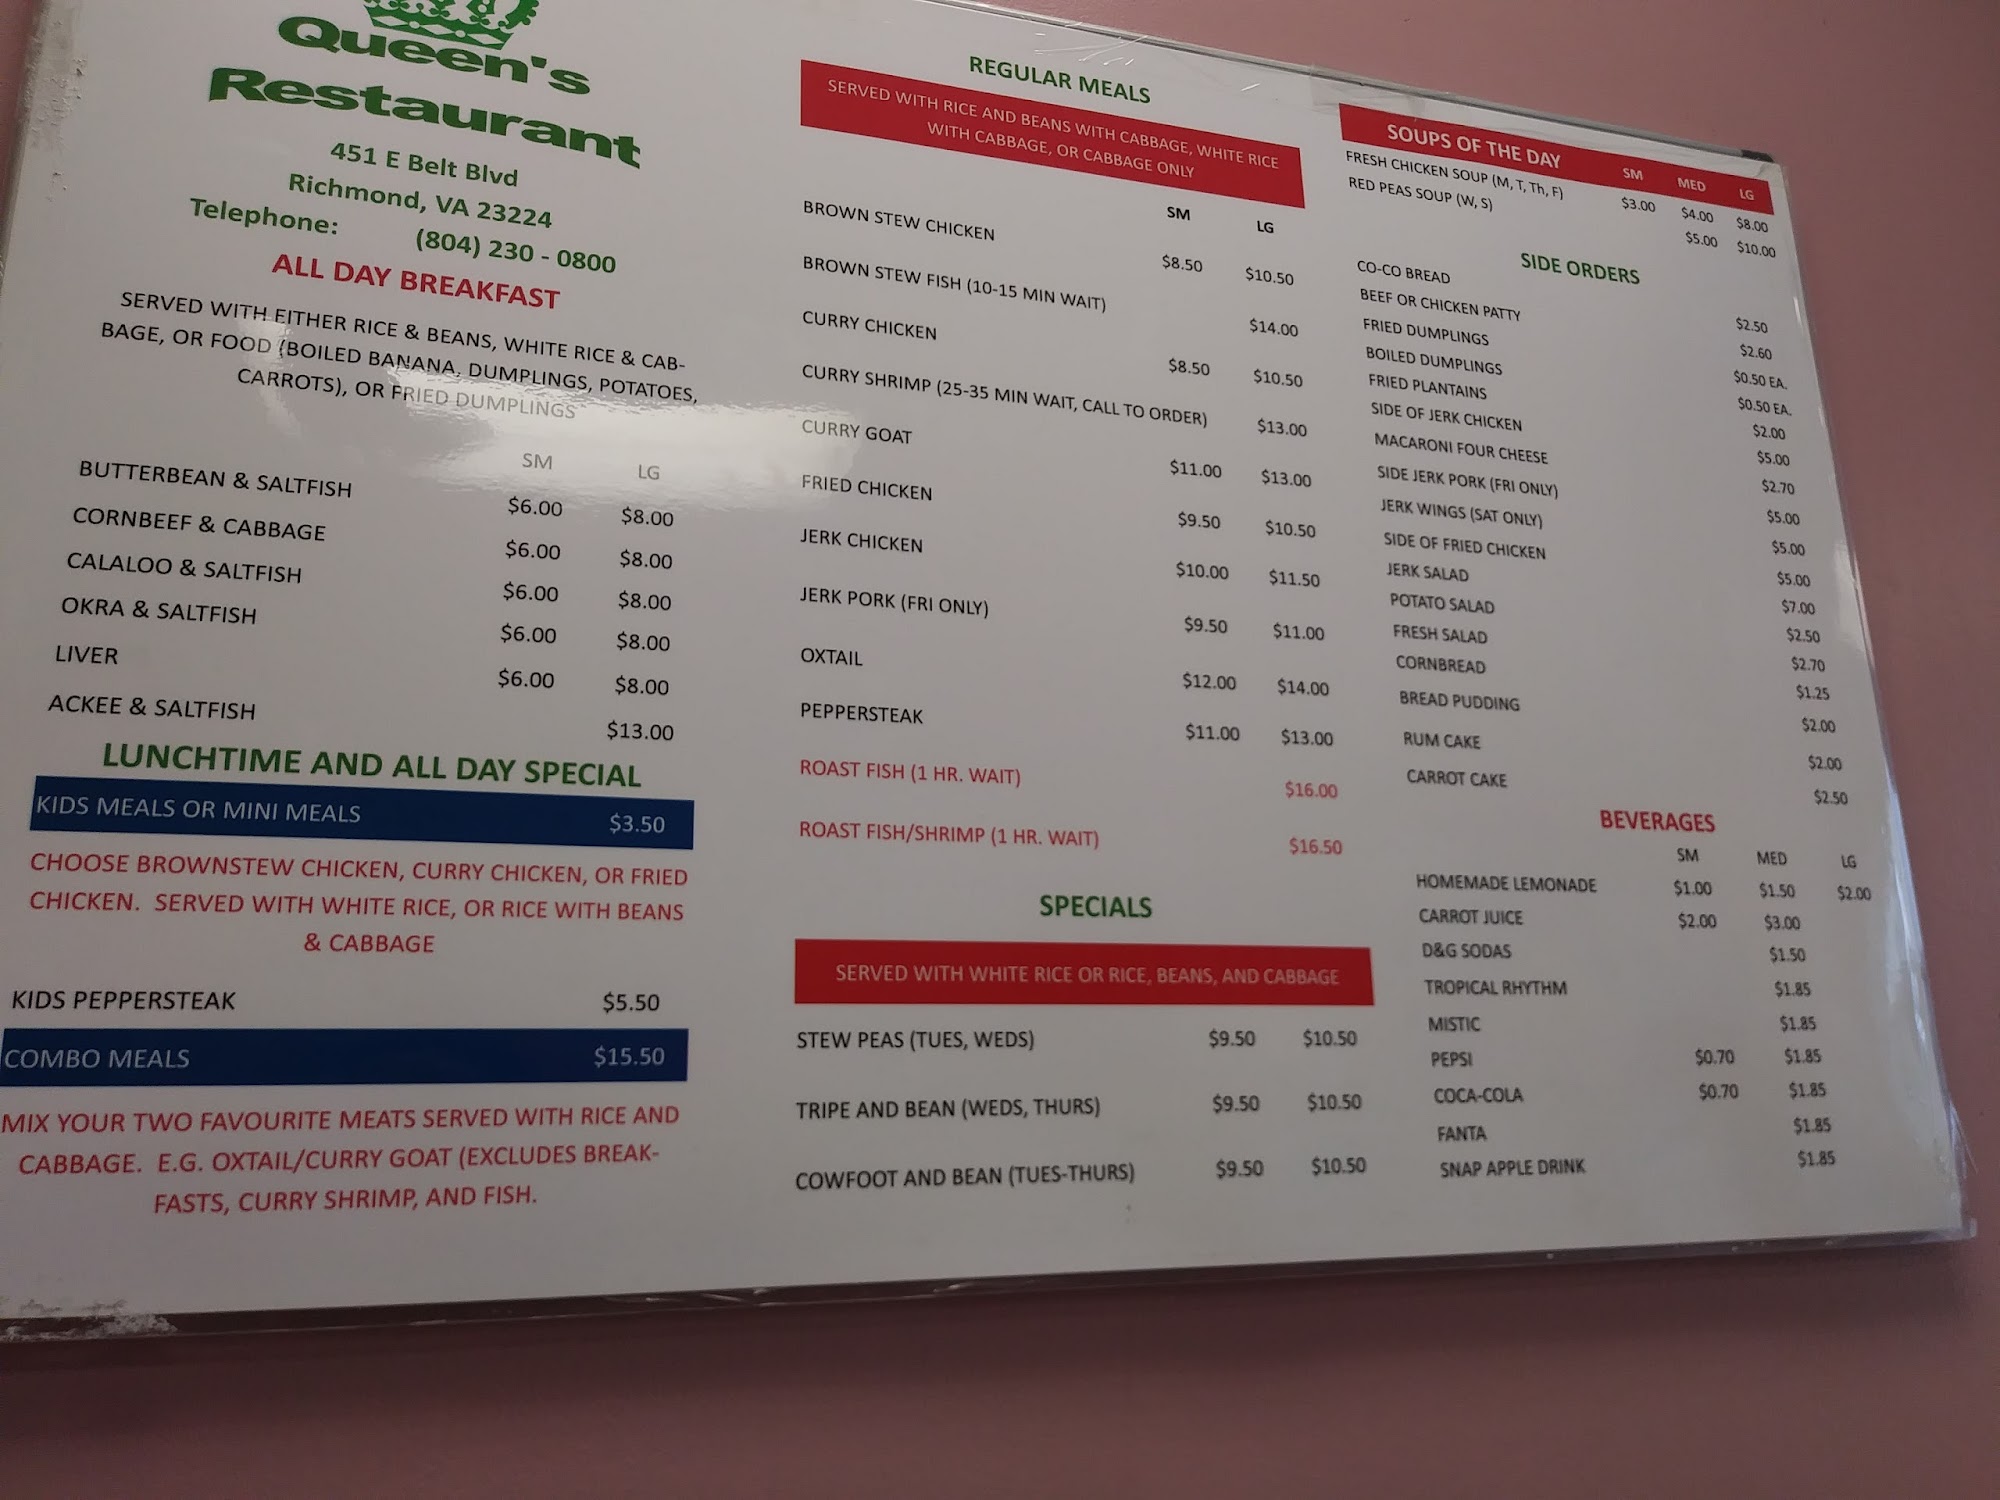 Queen's
Restaurant
451 E Belt Blvd
Richmond, VA 23224
Telephone: (804) 230 - 0800
ALL DAY BREAKFAST
SERVED WITH EITHER RICE & BEANS, WHITE RICE & CAB-
BAGE, OR FOOD (BOILED BANANA, DUMPLINGS, POTATOES,
CARROTS), OR FRIED DUMPLINGS
SM LG
BUTTERBEAN & SALTFISH $6.00 $8.00
CORNBEEF & CABBAGE $6.00 $8.00
CALALOO & SALTFISH $6.00 $8.00
OKRA & SALTFISH $6.00 $8.00
LIVER $6.00 $8.00
ACKEE & SALTFISH $13.00
LUNCHTIME AND ALL DAY SPECIAL
KIDS MEALS OR MINI MEALS $3.50
CHOOSE BROWNSTEW CHICKEN, CURRY CHICKEN, OR FRIED
CHICKEN. SERVED WITH WHITE RICE, OR RICE WITH BEANS
& CABBAGE
KIDS PEPPERSTEAK $5.50
COMBO MEALS $15.50
MIX YOUR TWO FAVOURITE MEATS SERVED WITH RICE AND
CABBAGE. E.G. OXTAIL/CURRY GOAT (EXCLUDES BREAK-
FASTS, CURRY SHRIMP, AND FISH.
REGULAR MEALS
SERVED WITH RICE AND BEANS WITH CABBAGE, WHITE RICE
WITH CABBAGE, OR CABBAGE ONLY
SM LG
BROWN STEW CHICKEN $8.50 $10.50
BROWN STEW FISH (10-15 MIN WAIT) $14.00
CURRY CHICKEN $8.50 $10.50
CURRY SHRIMP (25-35 MIN WAIT, CALL TO ORDER) $13.00
CURRY GOAT $11.00 $13.00
FRIED CHICKEN $9.50 $10.50
JERK CHICKEN $10.00 $11.50
JERK PORK (FRI ONLY) $9.50 $11.00
OXTAIL $12.00 $14.00
PEPPERSTEAK $11.00 $13.00
ROAST FISH (1 HR. WAIT) $16.00
ROAST FISH/SHRIMP (1 HR. WAIT) $16.50
SPECIALS
SERVED WITH WHITE RICE OR RICE, BEANS, AND CABBAGE
STEW PEAS (TUES, WEDS) $9.50 $10.50
TRIPE AND BEAN (WEDS, THURS) $9.50 $10.50
COWFOOT AND BEAN (TUES-THURS) $9.50 $10.50
SOUPS OF THE DAY SM MED LG
FRESH CHICKEN SOUP (M, T, Th, F) $3.00 $4.00 $8.00
RED PEAS SOUP (W, S) $5.00 $10.00
SIDE ORDERS
CO-CO BREAD $2.50
BEEF OR CHICKEN PATTY $2.60
FRIED DUMPLINGS $0.50 EA.
BOILED DUMPLINGS $0.50 EA.
FRIED PLANTAINS $2.00
SIDE OF JERK CHICKEN $5.00
MACARONI FOUR CHEESE $2.70
SIDE JERK PORK (FRI ONLY) $5.00
JERK WINGS (SAT ONLY) $5.00
SIDE OF FRIED CHICKEN $5.00
JERK SALAD $7.00
POTATO SALAD $2.50
FRESH SALAD $2.70
CORNBREAD $1.25
BREAD PUDDING $2.00
RUM CAKE $2.00
CARROT CAKE $2.50
BEVERAGES
SM MED LG
HOMEMADE LEMONADE $1.00 $1.50 $2.00
CARROT JUICE $2.00 $3.00
D&G SODAS $1.50
TROPICAL RHYTHM $1.85
MISTIC $1.85
PEPSI $0.70 $1.85
COCA-COLA $0.70 $1.85
FANTA $1.85
SNAP APPLE DRINK $1.85